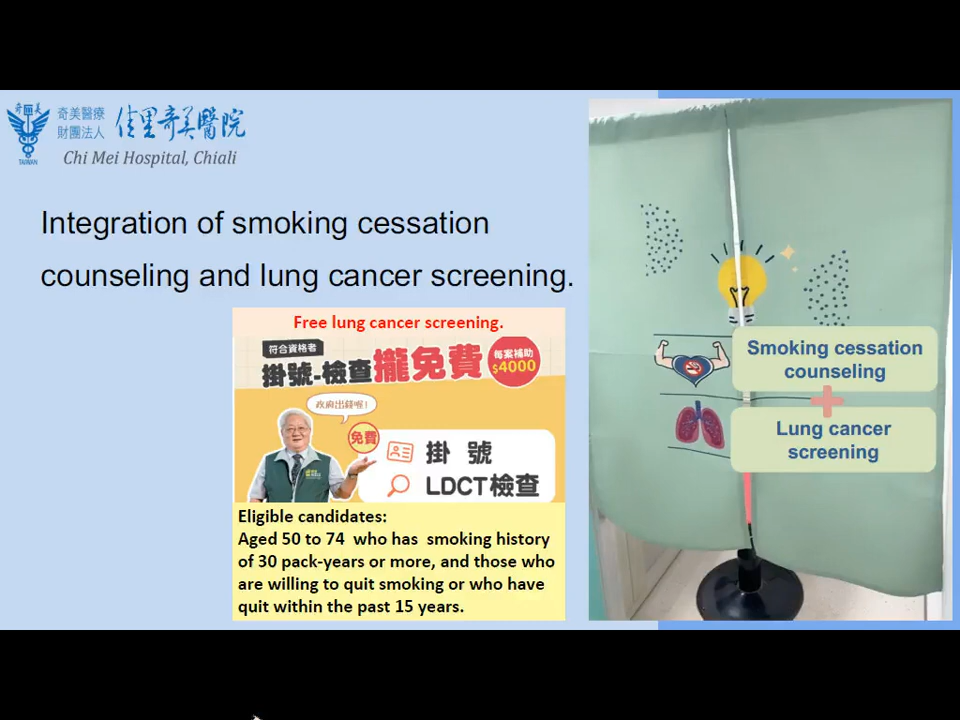 奇美
TAIWAN
奇美醫療
財團法人
佳里奇美醫院
Chi Mei Hospital, Chiali
Integration of smoking cessation
counseling and lung cancer screening.
Free lung cancer screening.
符合資格者
掛號-檢查攏免費
每案補助
$4000
政府出錢喔!
免費
掛 號
LDCT檢查
Eligible candidates:
Aged 50 to 74 who has smoking history
of 30 pack-years or more, and those who
are willing to quit smoking or who have
quit within the past 15 years.
Smoking cessation
counseling
Lung cancer
screening